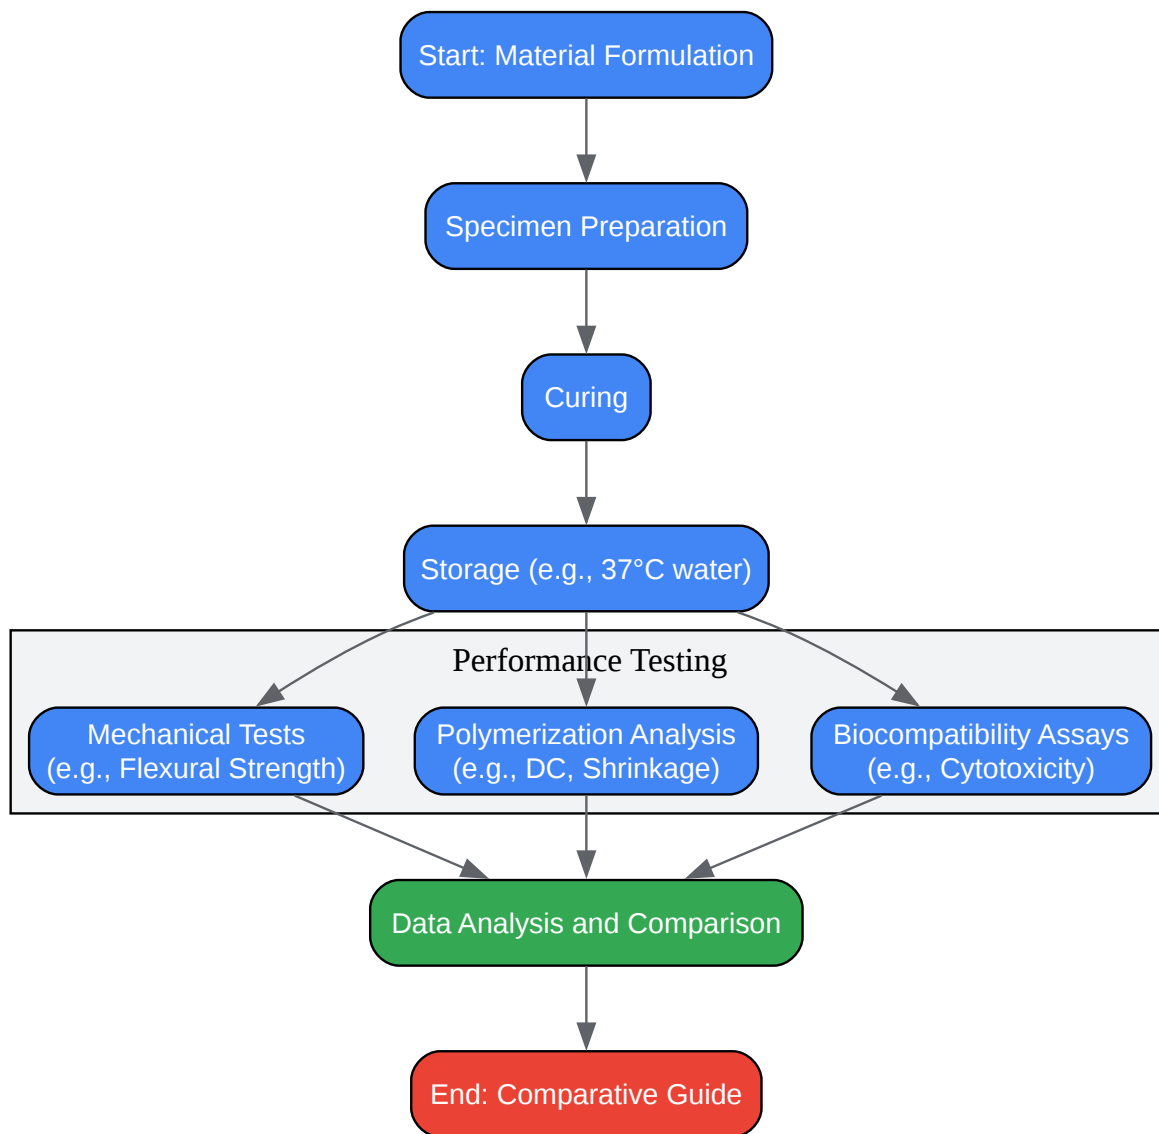 Start: Material Formulation
Specimen Preparation
Curing
Storage (e.g., 37°C water)
Performance Testing
Mechanical Tests
(e.g., Flexural Strength)
Polymerization Analysis
(e.g., DC, Shrinkage)
Biocompatibility Assays
(e.g., Cytotoxicity)
Data Analysis and Comparison
End: Comparative Guide